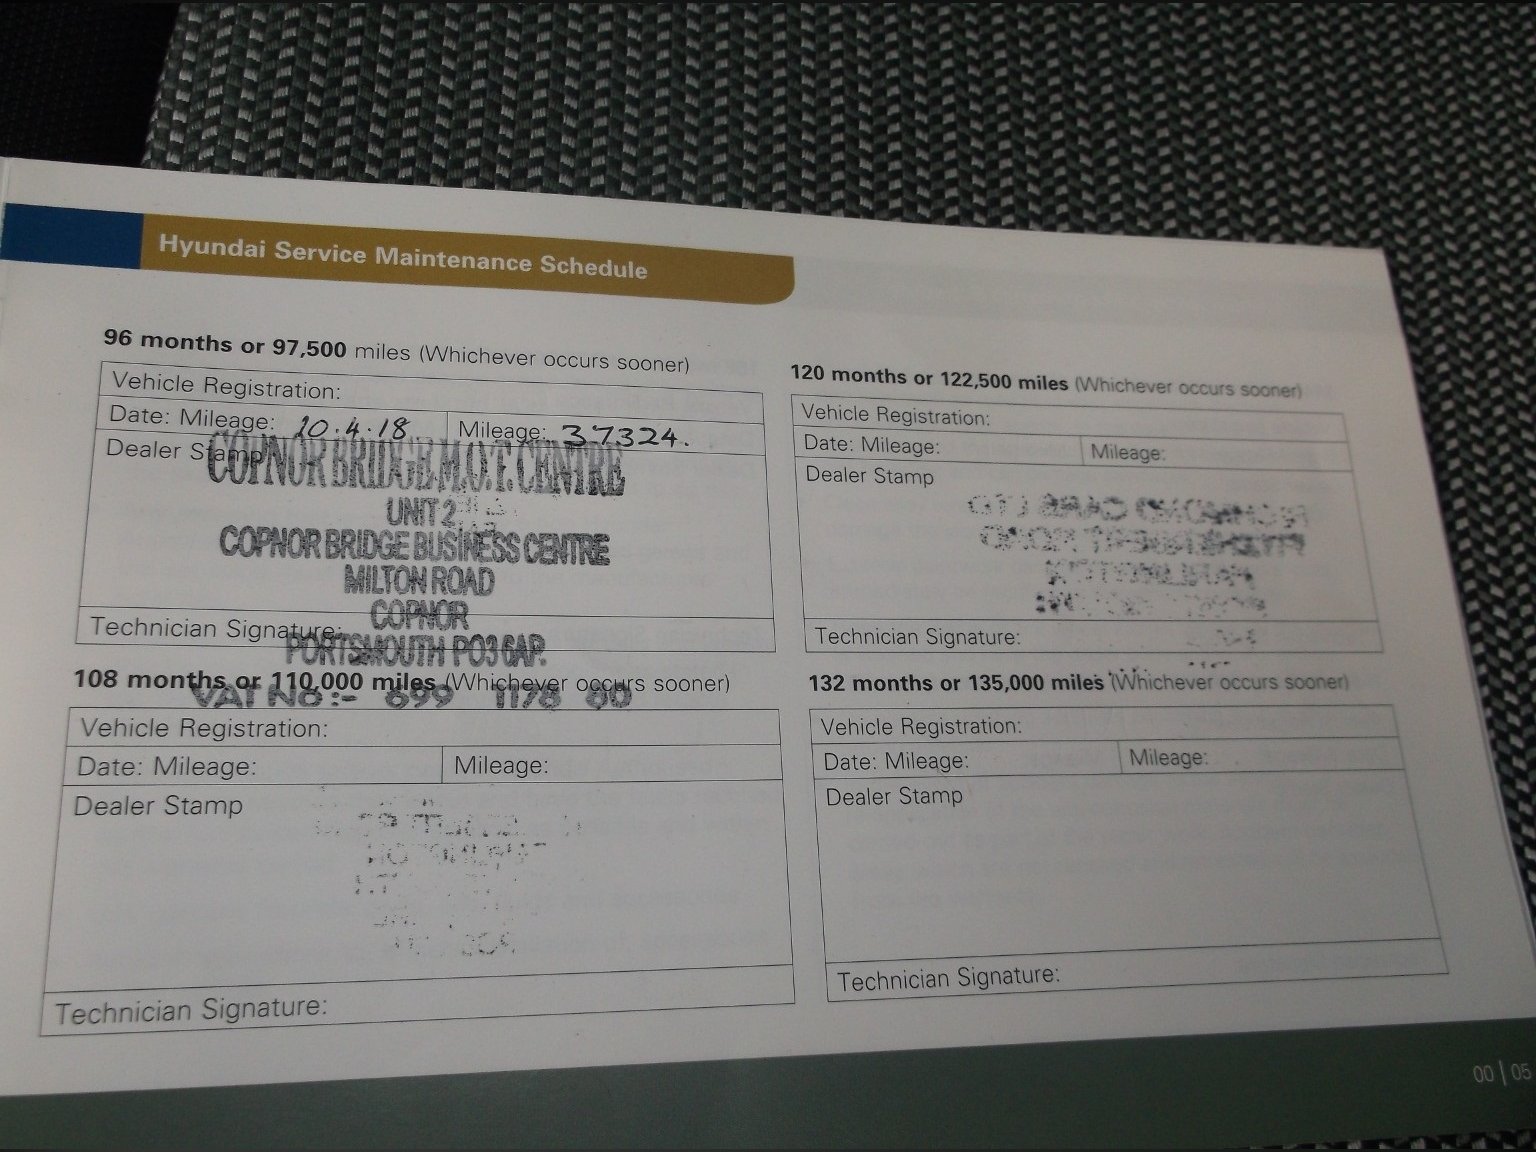 Hyundai Service Maintenance Schedule
96 months or 97,500 miles (Whichever occurs sooner)
Vehicle Registration:
Date: Mileage: 10.4.18 Mileage: 37324.
Dealer Stamp
COPNOR BRIDGE M.O.T. CENTRE
UNIT 2
COPNOR BRIDGE BUSINESS CENTRE
MILTON ROAD
COPNOR
Technician Signature:
PORTSMOUTH PO3 6AP.
VAT No:- 699 1178 60
108 months or 110,000 miles (Whichever occurs sooner)
Vehicle Registration:
Date: Mileage: Mileage:
Dealer Stamp
Technician Signature:
120 months or 122,500 miles (Whichever occurs sooner)
Vehicle Registration:
Date: Mileage: Mileage:
Dealer Stamp
Technician Signature:
132 months or 135,000 miles (Whichever occurs sooner)
Vehicle Registration:
Date: Mileage: Mileage:
Dealer Stamp
Technician Signature:
00 | 05